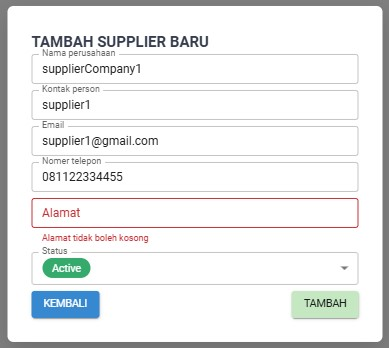 TAMBAH SUPPLIER BARU
Nama perusahaan
supplierCompany1
Kontak person
supplier1
Email
supplier1@gmail.com
Nomer telepon
081122334455
Alamat
Alamat tidak boleh kosong
Status
Active
KEMBALI
TAMBAH